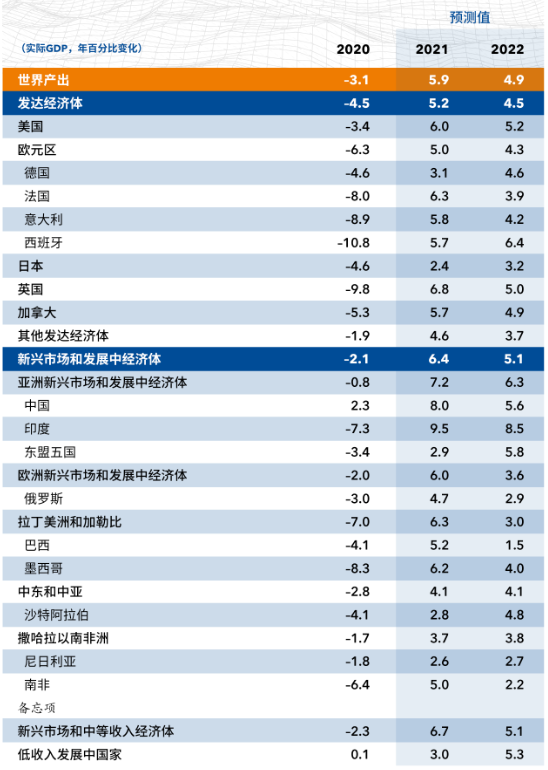 预测值
（实际GDP，年百分比变化） 2020 2021 2022
世界产出 -3.1 5.9 4.9
发达经济体 -4.5 5.2 4.5
美国 -3.4 6.0 5.2
欧元区 -6.3 5.0 4.3
德国 -4.6 3.1 4.6
法国 -8.0 6.3 3.9
意大利 -8.9 5.8 4.2
西班牙 -10.8 5.7 6.4
日本 -4.6 2.4 3.2
英国 -9.8 6.8 5.0
加拿大 -5.3 5.7 4.9
其他发达经济体 -1.9 4.6 3.7
新兴市场和发展中经济体 -2.1 6.4 5.1
亚洲新兴市场和发展中经济体 -0.8 7.2 6.3
中国 2.3 8.0 5.6
印度 -7.3 9.5 8.5
东盟五国 -3.4 2.9 5.8
欧洲新兴市场和发展中经济体 -2.0 6.0 3.6
俄罗斯 -3.0 4.7 2.9
拉丁美洲和加勒比 -7.0 6.3 3.0
巴西 -4.1 5.2 1.5
墨西哥 -8.3 6.2 4.0
中东和中亚 -2.8 4.1 4.1
沙特阿拉伯 -4.1 2.8 4.8
撒哈拉以南非洲 -1.7 3.7 3.8
尼日利亚 -1.8 2.6 2.7
南非 -6.4 5.0 2.2
备忘项
新兴市场和中等收入经济体 -2.3 6.7 5.1
低收入发展中国家 0.1 3.0 5.3